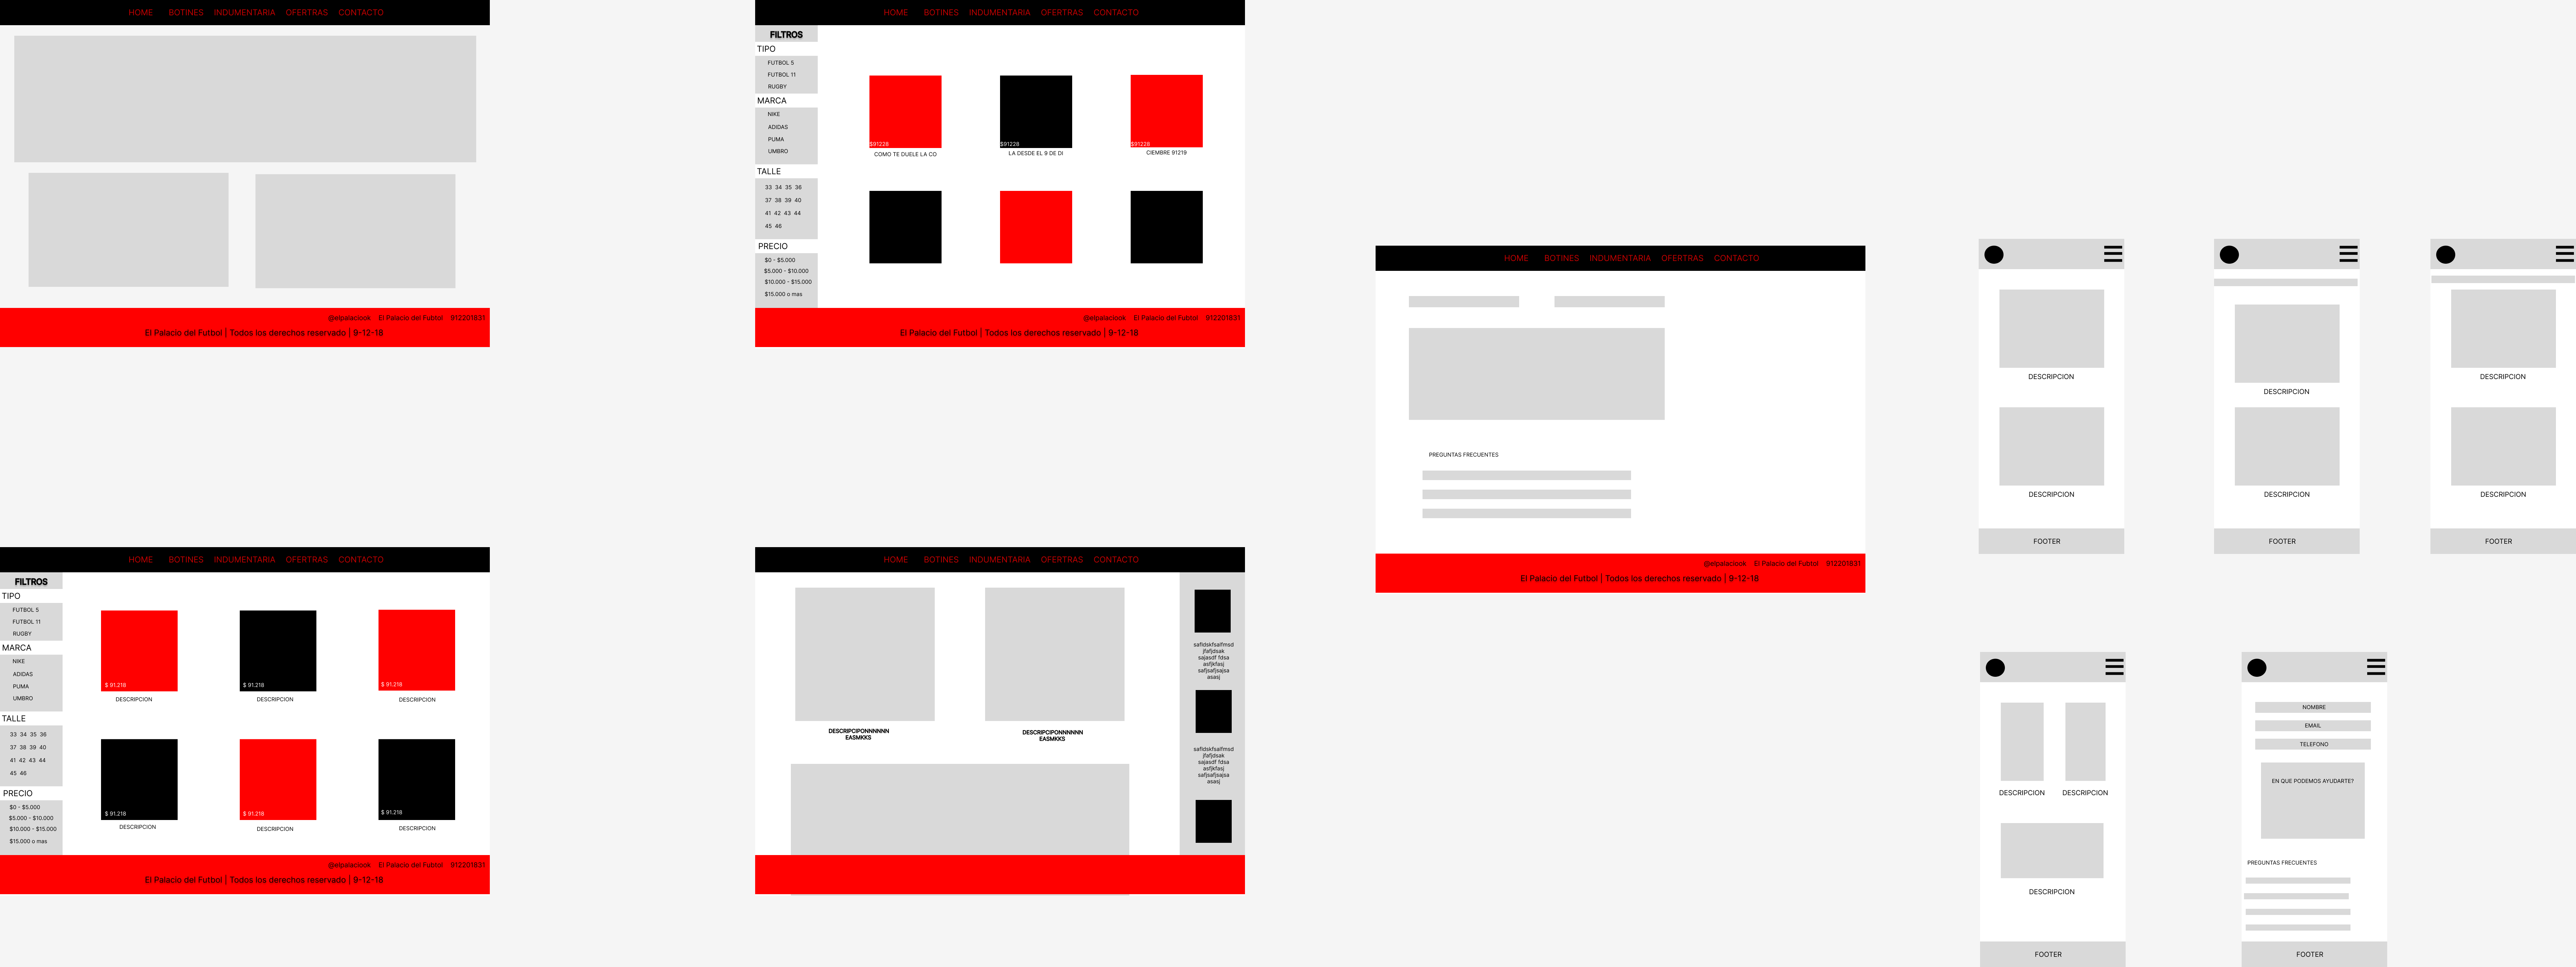 HOME BOTINES INDUMENTARIA OFERTRAS CONTACTO
@elpalaciook El Palacio del Fubtol 912201831
El Palacio del Futbol | Todos los derechos reservado | 9-12-18
HOME BOTINES INDUMENTARIA OFERTRAS CONTACTO
FILTROS
TIPO
FUTBOL 5
FUTBOL 11
RUGBY
MARCA
NIKE
ADIDAS
PUMA
UMBRO
TALLE
33 34 35 36
37 38 39 40
41 42 43 44
45 46
PRECIO
$0 - $5.000
$5.000 - $10.000
$10.000 - $15.000
$15.000 o mas
$91228 $91228 $91228
COMO TE DUELE LA CO LA DESDE EL 9 DE DI CIEMBRE 91219
@elpalaciook El Palacio del Fubtol 912201831
El Palacio del Futbol | Todos los derechos reservado | 9-12-18
HOME BOTINES INDUMENTARIA OFERTRAS CONTACTO
PREGUNTAS FRECUENTES
@elpalaciook El Palacio del Fubtol 912201831
El Palacio del Futbol | Todos los derechos reservado | 9-12-18
DESCRIPCION
DESCRIPCION
FOOTER
DESCRIPCION
DESCRIPCION
FOOTER
DESCRIPCION
DESCRIPCION
FOOTER
HOME BOTINES INDUMENTARIA OFERTRAS CONTACTO
FILTROS
TIPO
FUTBOL 5
FUTBOL 11
RUGBY
MARCA
NIKE
ADIDAS
PUMA
UMBRO
TALLE
33 34 35 36
37 38 39 40
41 42 43 44
45 46
PRECIO
$0 - $5.000
$5.000 - $10.000
$10.000 - $15.000
$15.000 o mas
$ 91.218 $ 91.218 $ 91.218
DESCRIPCION DESCRIPCION DESCRIPCION
$ 91.218 $ 91.218 $ 91.218
DESCRIPCION DESCRIPCION DESCRIPCION
@elpalaciook El Palacio del Fubtol 912201831
El Palacio del Futbol | Todos los derechos reservado | 9-12-18
HOME BOTINES INDUMENTARIA OFERTRAS CONTACTO
DESCRIPCIPONNNNNN
EASMKKS
DESCRIPCIPONNNNNN
EASMKKS
safidskfsalfmsd
jfafjdsak
sajasdf fdsa
asfjkfasj
safjsafjsajsa
asasj
safidskfsalfmsd
jfafjdsak
sajasdf fdsa
asfjkfasj
safjsafjsajsa
asasj
DESCRIPCION DESCRIPCION
DESCRIPCION
FOOTER
NOMBRE
EMAIL
TELEFONO
EN QUE PODEMOS AYUDARTE?
PREGUNTAS FRECUENTES
FOOTER